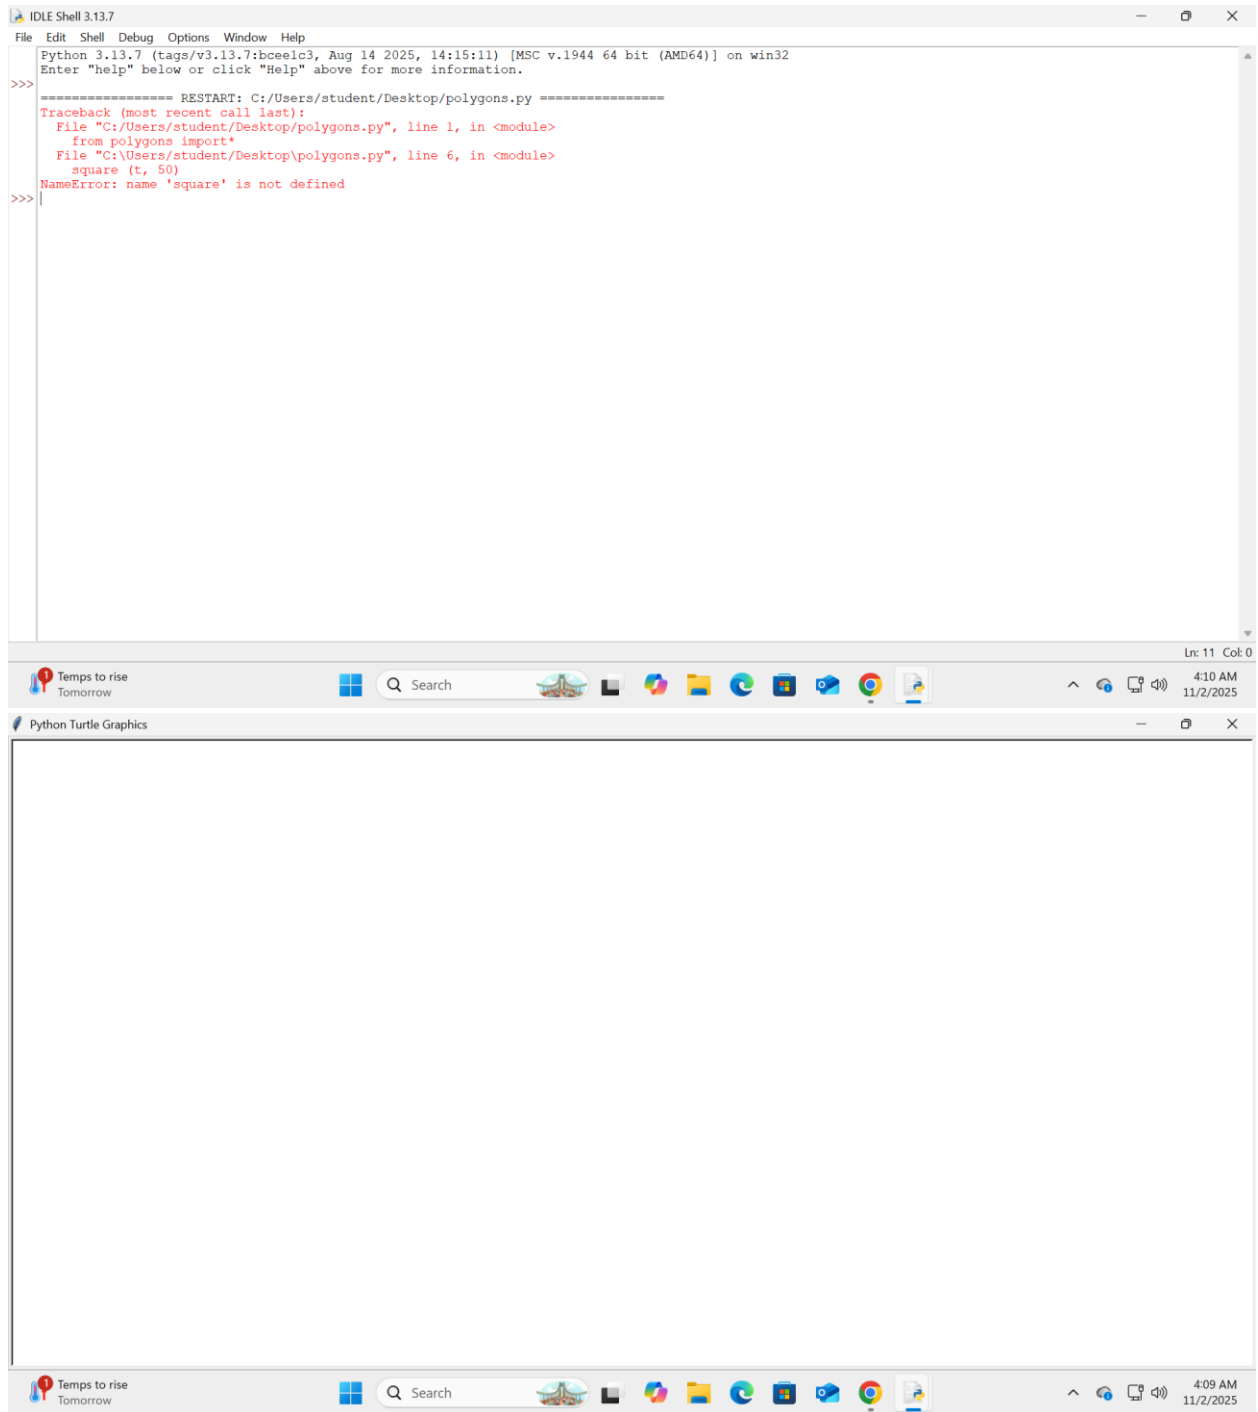 IDLE Shell 3.13.7
File Edit Shell Debug Options Window Help
Python 3.13.7 (tags/v3.13.7:bcee1c3, Aug 14 2025, 14:15:11) [MSC v.1944 64 bit (AMD64)] on win32
Enter "help" below or click "Help" above for more information.
>>>
================= RESTART: C:/Users/student/Desktop/polygons.py ================
Traceback (most recent call last):
File "C:/Users/student/Desktop/polygons.py", line 1, in <module>
from polygons import*
File "C:\Users/student/Desktop\polygons.py", line 6, in <module>
square (t, 50)
NameError: name 'square' is not defined
>>>
Ln: 11 Col: 0
1
Temps to rise
Tomorrow
Search
4:10 AM
11/2/2025
Python Turtle Graphics
1
Temps to rise
Tomorrow
Search
4:09 AM
11/2/2025